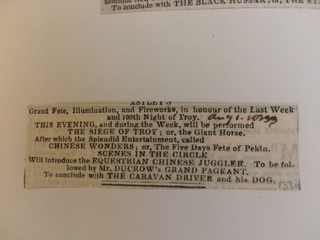 To conclude with THE BLACK HUSSAR; or, THE
ASTLEY'S
Grand Fete, Illumination, and Fireworks, in honour of the Last Week
and 100th Night of Troy. Aug 1.
THIS EVENING, and during the Week, will be performed
THE SIEGE OF TROY; or, the Giant Horse.
After which the Splendid Entertainment, called
CHINESE WONDERS; or, The Five Days Fete of Pekin.
SCENES IN THE CIRCLE
Will introduce the EQUESTRIAN CHINESE JUGGLER. To be fol-
lowed by Mr. DUCROW's GRAND PAGEANT.
To conclude with THE CARAVAN DRIVER and his DOG.